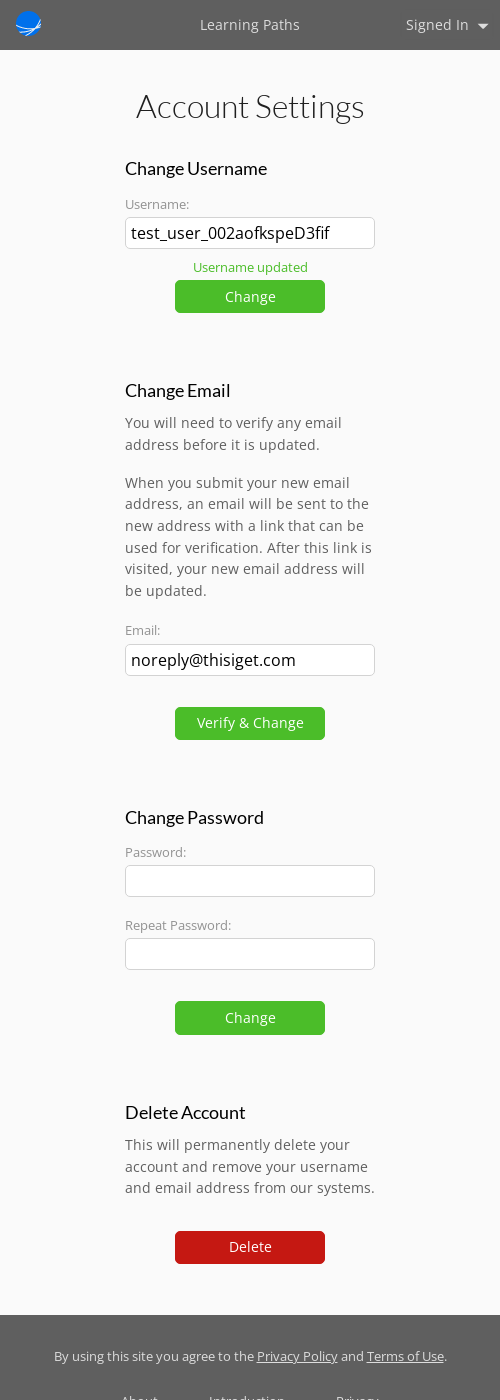 Learning Paths
Signed In
Account Settings
Change Username
Username:
test_user_002aofkspeD3fif
Username updated
Change
Change Email
You will need to verify any email
address before it is updated.
When you submit your new email
address, an email will be sent to the
new address with a link that can be
used for verification. After this link is
visited, your new email address will
be updated.
Email:
noreply@thisiget.com
Verify & Change
Change Password
Password:
Repeat Password:
Change
Delete Account
This will permanently delete your
account and remove your username
and email address from our systems.
Delete
By using this site you agree to the Privacy Policy and Terms of Use.
About Introduction Privacy